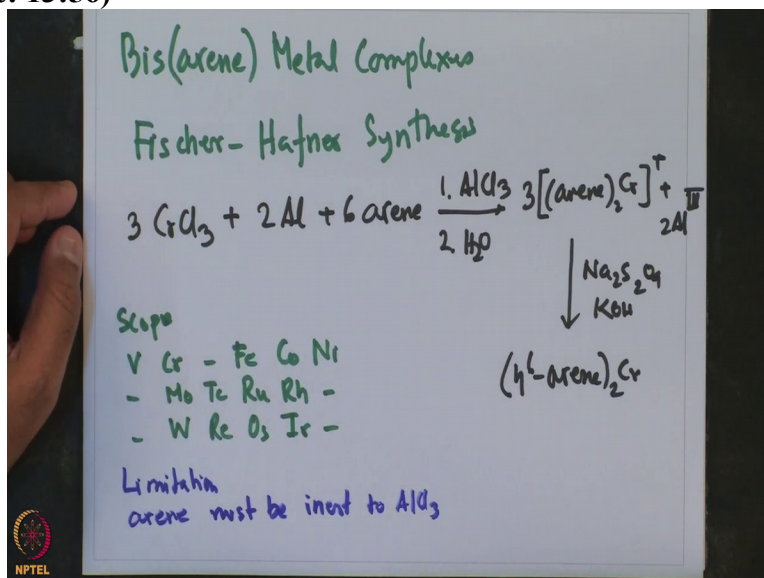 Bis(arene) Metal Complexes
Fischer-Hafner Synthesis
3 CrCl3 + 2Al + 6 arene 1. AlCl3 2 H2O 3[(arene)2Cr]+ + 2Al III
Na2S2O4
KOH
(η6-arene)2Cr
Scope
V Cr - Fe Co Ni
- Mo Tc Ru Rh -
- W Re Os Ir -
Limitation
arene must be inert to AlCl3
NPTEL